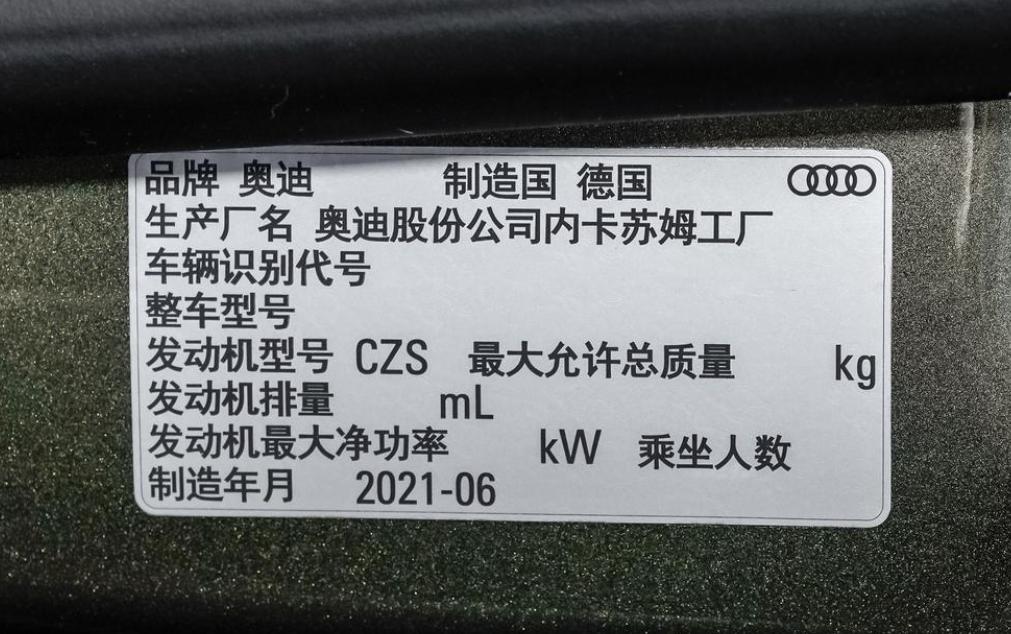 品牌 奥迪 制造国 德国
生产厂名 奥迪股份公司内卡苏姆工厂
车辆识别代号
整车型号
发动机型号 CZS 最大允许总质量 kg
发动机排量 mL
发动机最大净功率 kW 乘坐人数
制造年月 2021-06